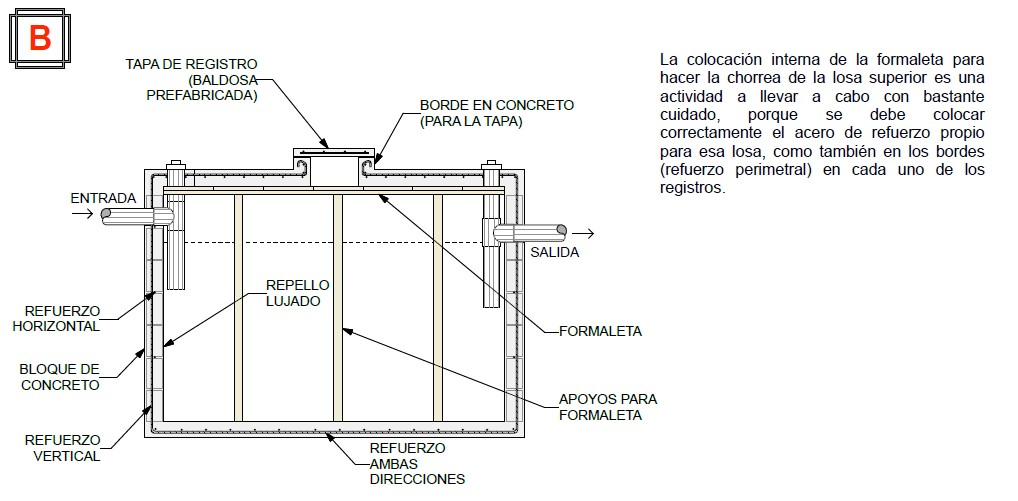 B
TAPA DE REGISTRO
(BALDOSA
PREFABRICADA)
BORDE EN CONCRETO
(PARA LA TAPA)
ENTRADA
SALIDA
REPELLO
LUJADO
REFUERZO
HORIZONTAL
FORMALETA
BLOQUE DE
CONCRETO
APOYOS PARA
FORMALETA
REFUERZO
VERTICAL
REFUERZO
AMBAS
DIRECCIONES
La colocación interna de la formaleta para
hacer la chorrea de la losa superior es una
actividad a llevar a cabo con bastante
cuidado, porque se debe colocar
correctamente el acero de refuerzo propio
para esa losa, como también en los bordes
(refuerzo perimetral) en cada uno de los
registros.